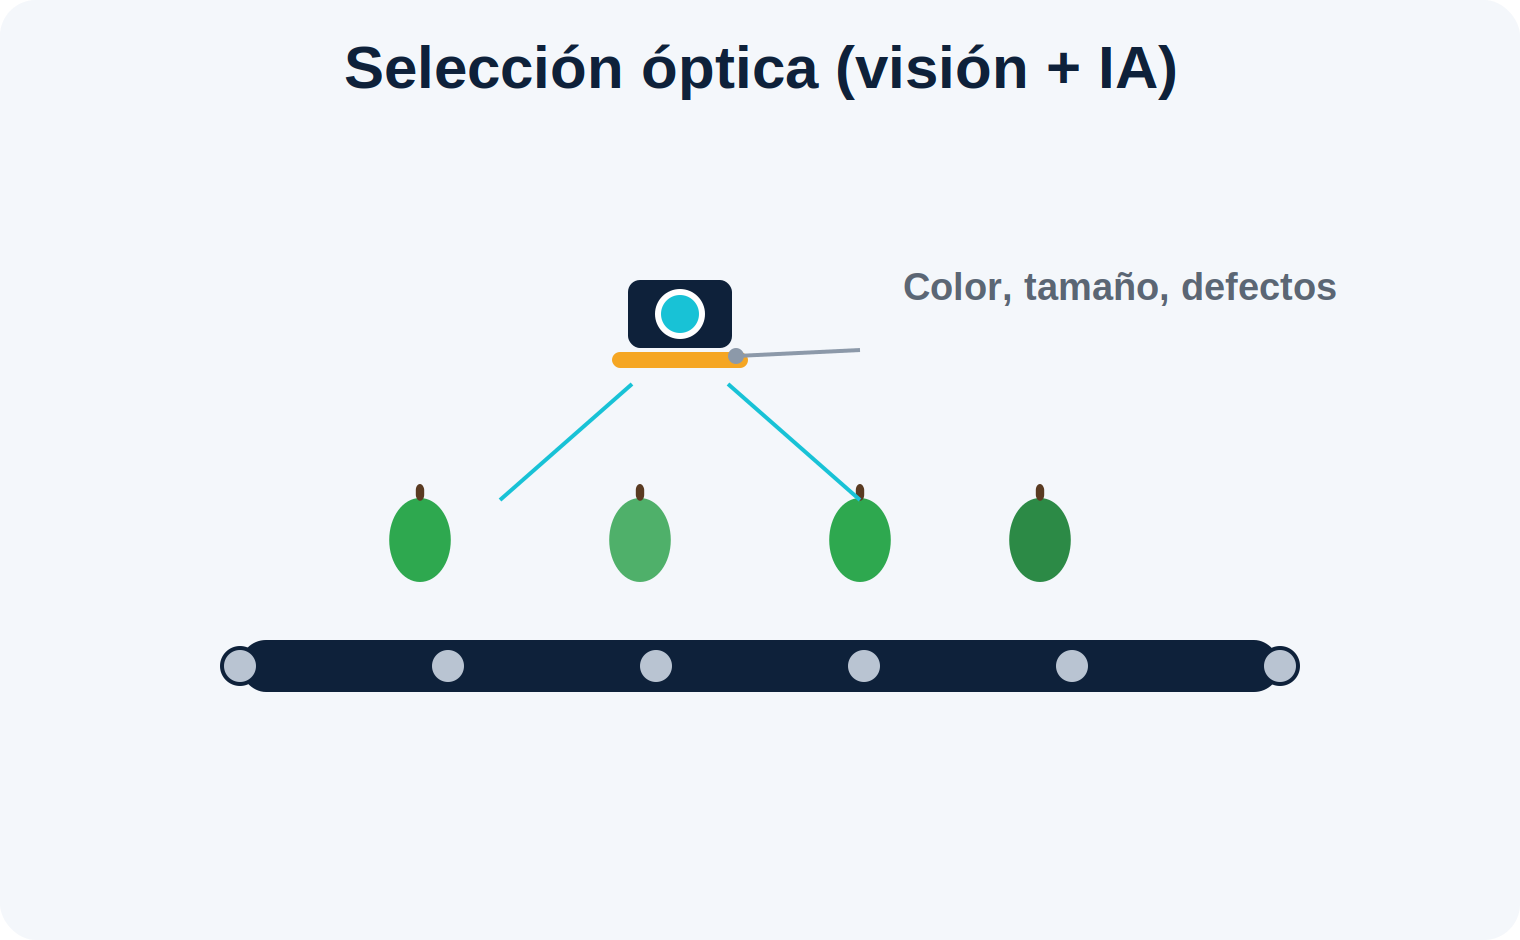 Selección óptica (visión + IA)
Color, tamaño, defectos